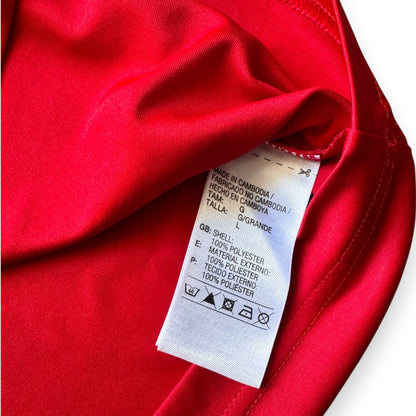 MADE IN CAMBODIA /
FABRICADO NO CAMBODJA /
HECHO EN CAMBOYA
TAM: G
TALLA: G/GRANDE
L
GB: SHELL:
100% POLYESTER
E: MATERIAL EXTERNO:
100% POLIÉSTER
P: TECIDO EXTERNO:
100% POLIÉSTER